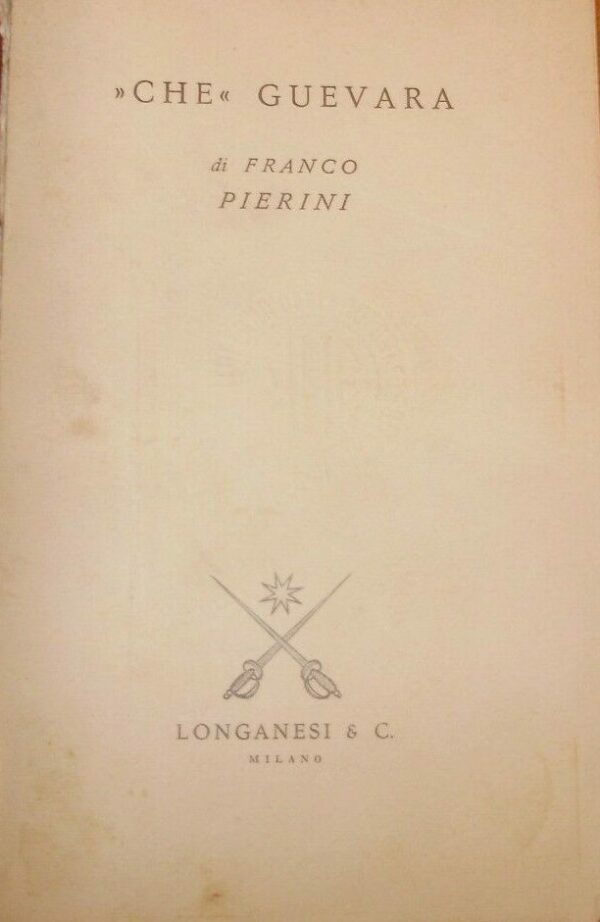 »CHE« GUEVARA
di FRANCO
PIERINI
LONGANESI & C.
MILANO